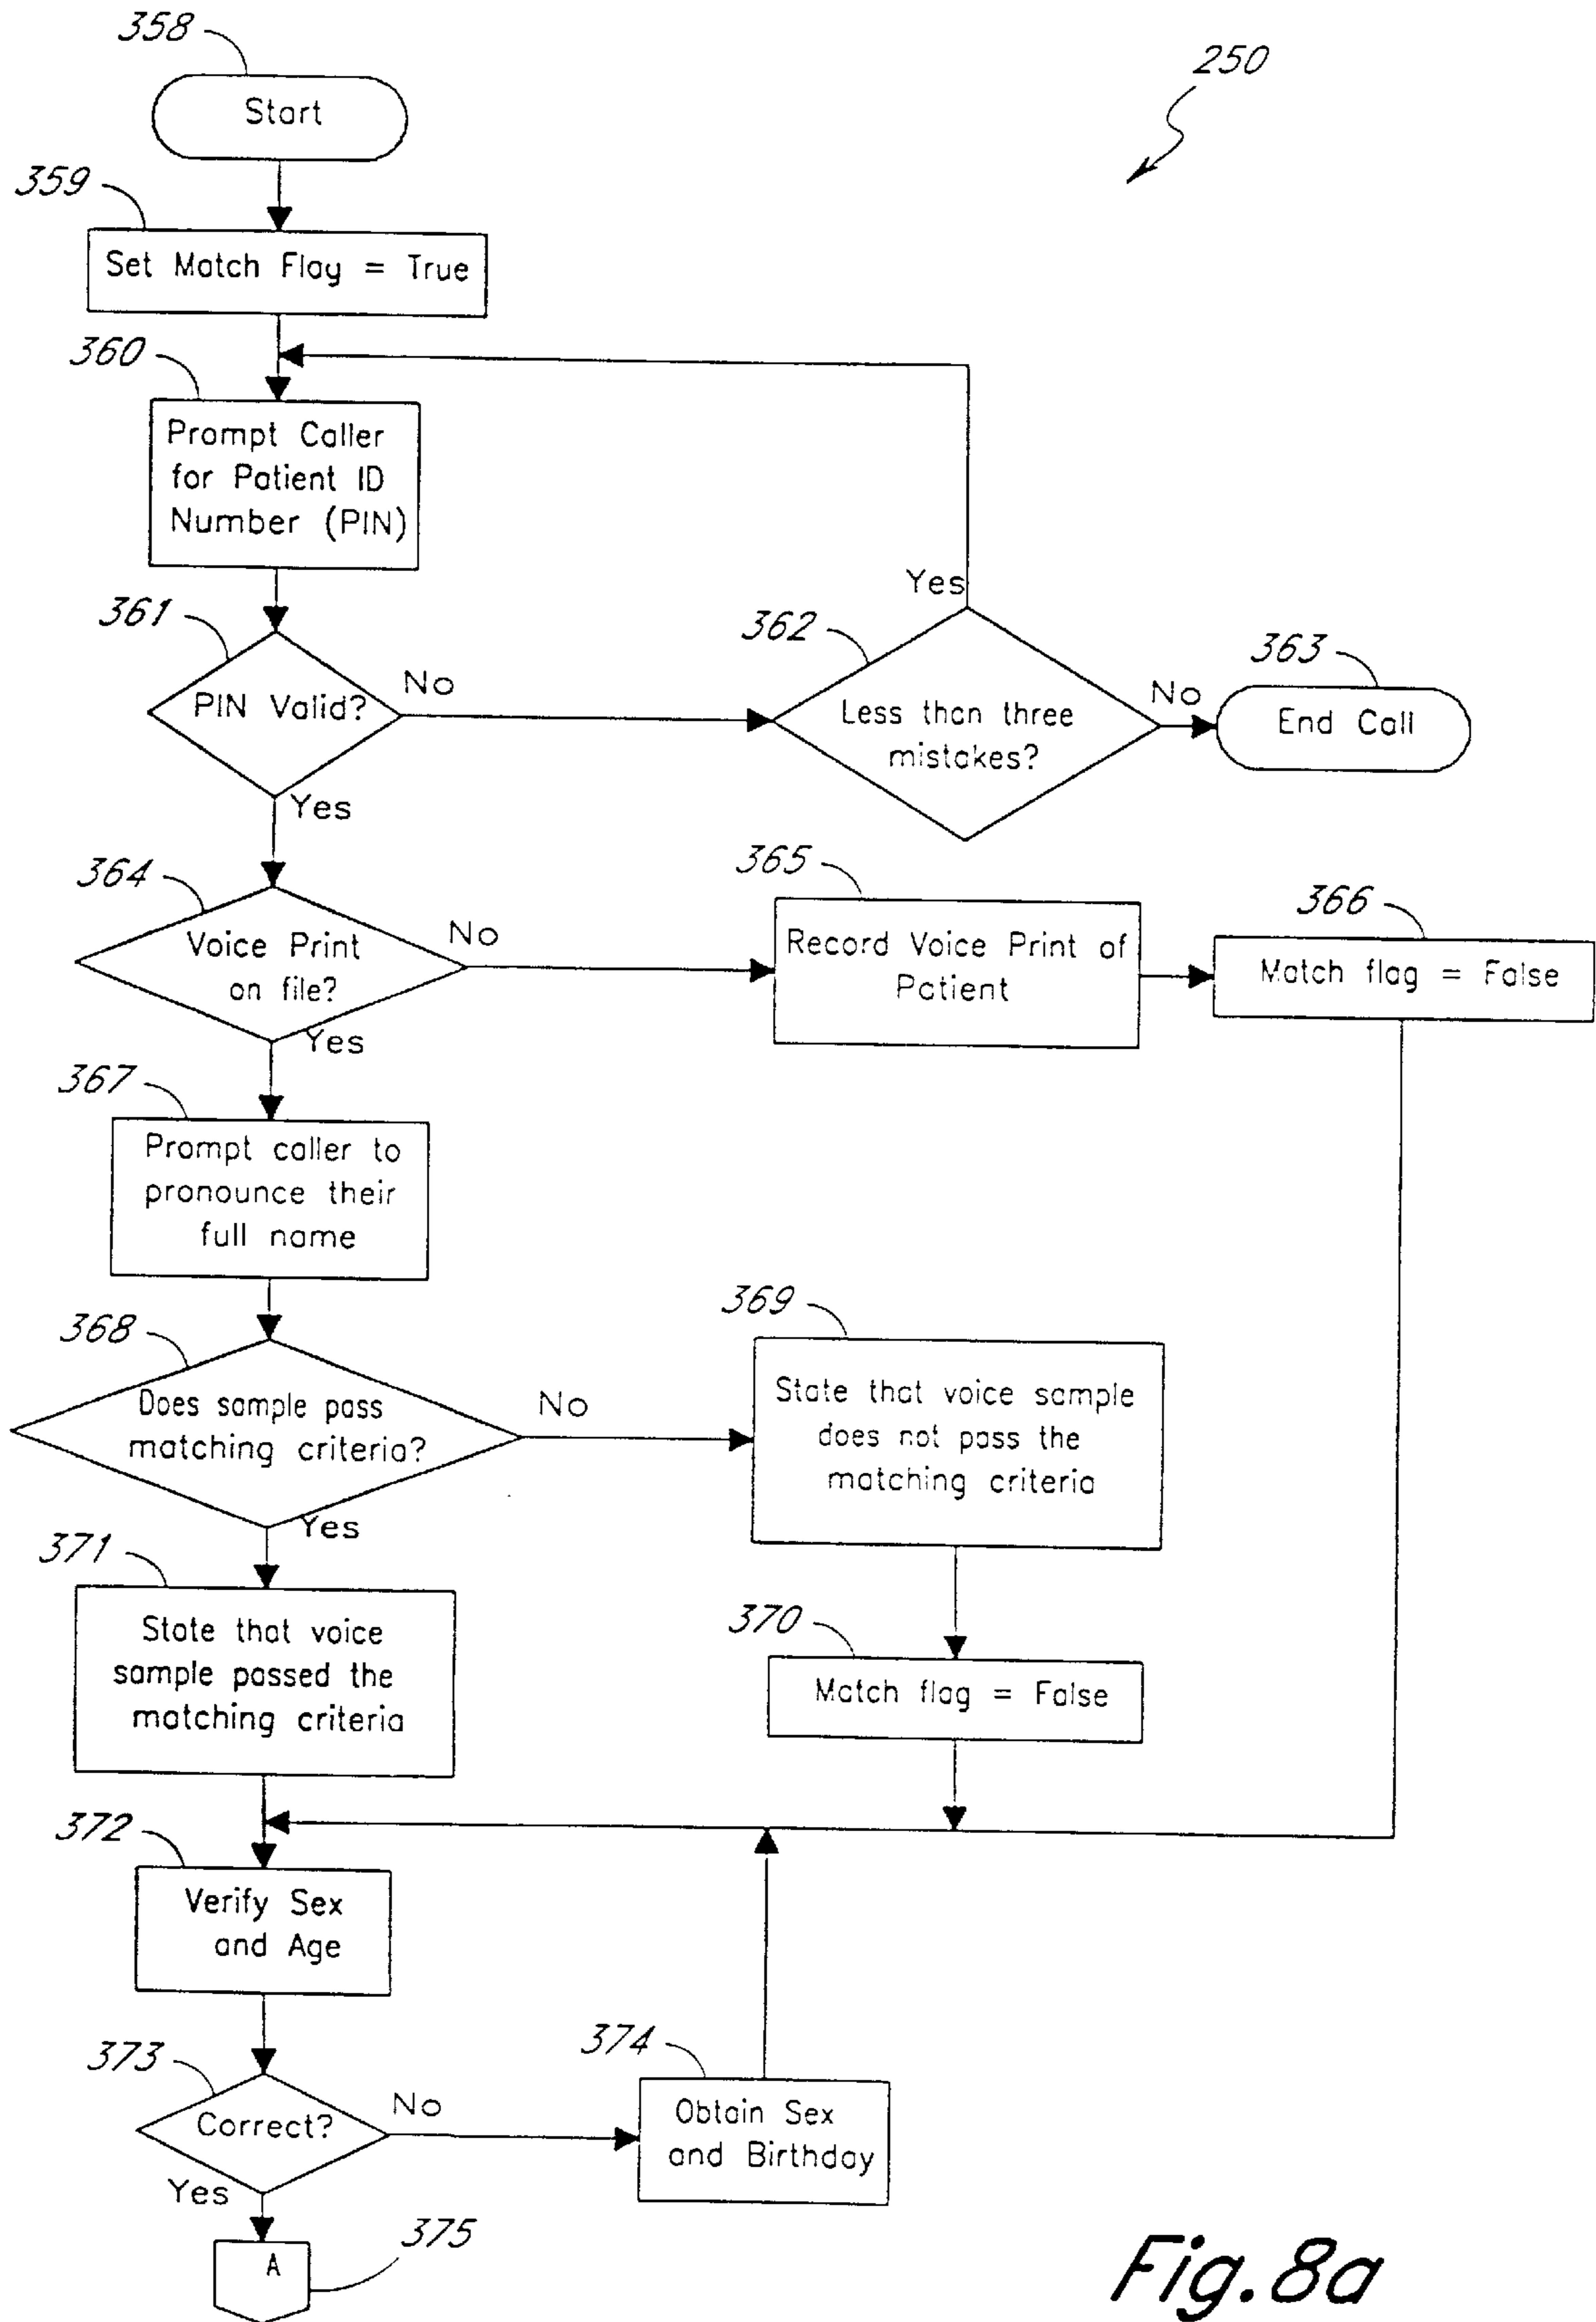 358
Start
250
359
Set Match Flag = True
360
Prompt Caller
for Patient ID
Number (PIN)
Yes
361
PIN Valid?
No
362
Less than three
mistakes?
No
363
End Call
Yes
364
Voice Print
on file?
No
365
Record Voice Print of
Patient
366
Match flag = False
Yes
367
Prompt caller to
pronounce their
full name
368
Does sample pass
matching criteria?
No
369
State that voice sample
does not pass the
matching criteria
Yes
371
State that voice
sample passed the
matching criteria
370
Match flag = False
372
Verify Sex
and Age
373
Correct?
No
374
Obtain Sex
and Birthday
Yes
A
375
Fig. 8a